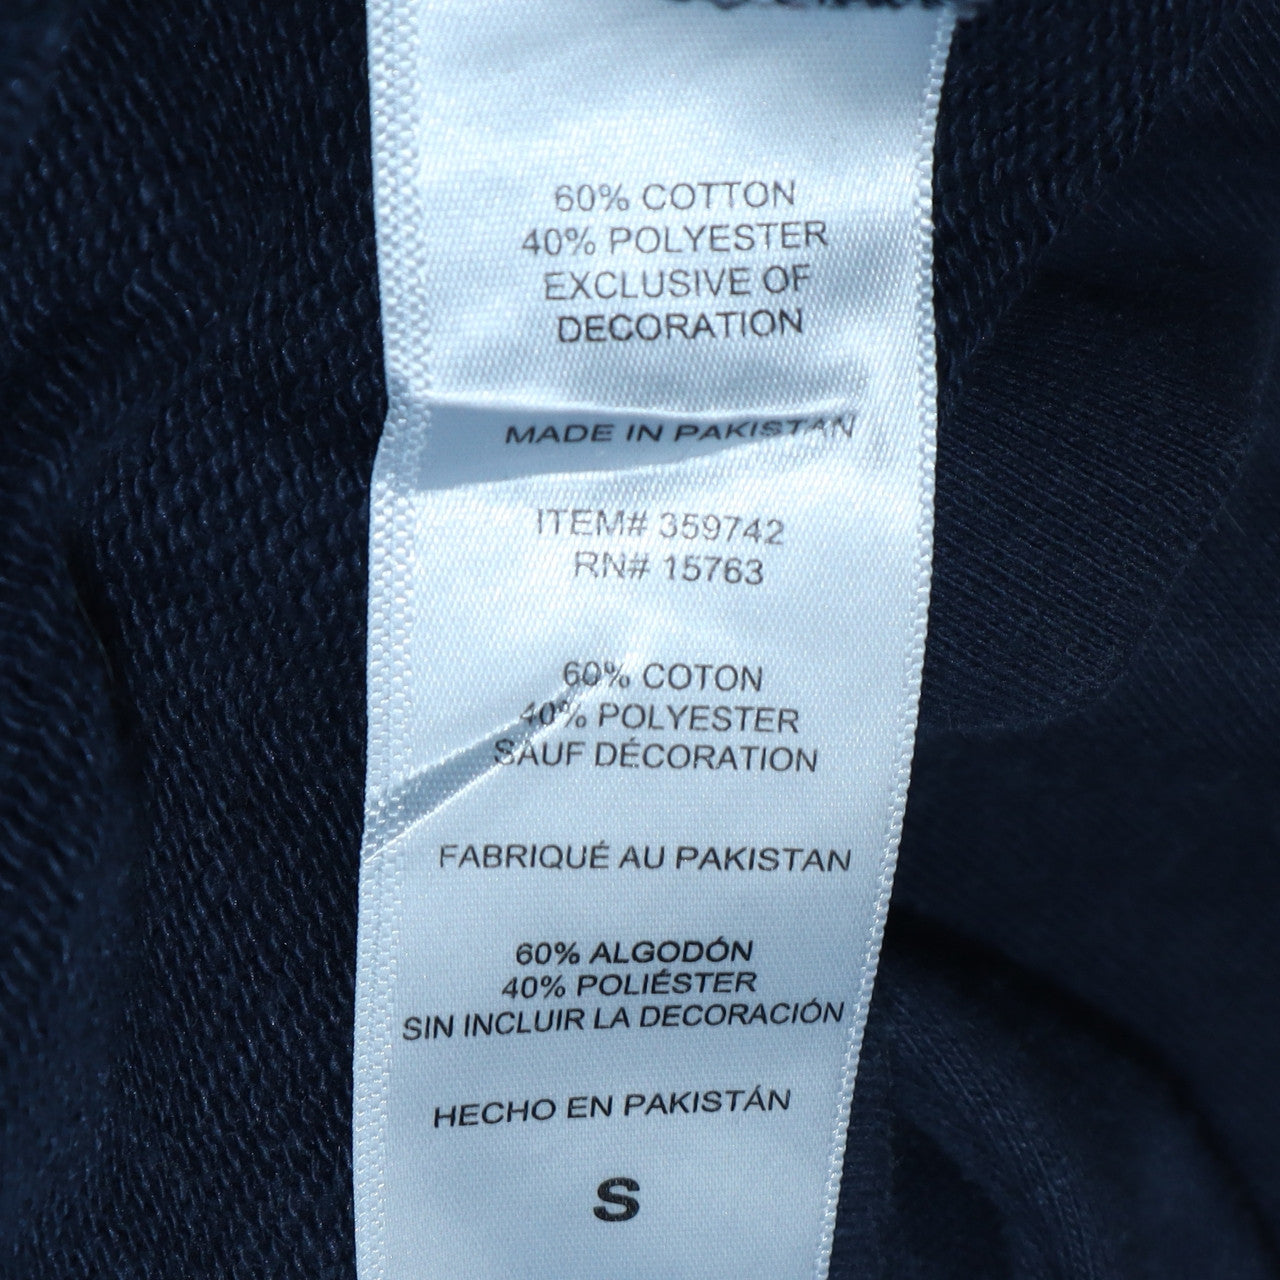 60% COTTON
40% POLYESTER
EXCLUSIVE OF
DECORATION
MADE IN PAKISTAN
ITEM# 359742
RN# 15763
60% COTON
40% POLYESTER
SAUF DÉCORATION
FABRIQUÉ AU PAKISTAN
60% ALGODÓN
40% POLIÉSTER
SIN INCLUIR LA DECORACIÓN
HECHO EN PAKISTÁN
S